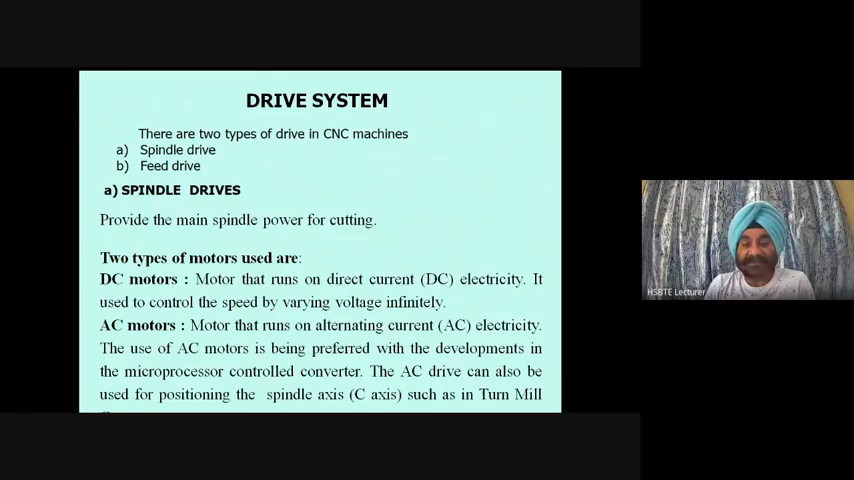 DRIVE SYSTEM
There are two types of drive in CNC machines
a) Spindle drive
b) Feed drive
a) SPINDLE DRIVES
Provide the main spindle power for cutting.
Two types of motors used are:
DC motors : Motor that runs on direct current (DC) electricity. It
used to control the speed by varying voltage infinitely.
AC motors : Motor that runs on alternating current (AC) electricity.
The use of AC motors is being preferred with the developments in
the microprocessor controlled converter. The AC drive can also be
used for positioning the spindle axis (C axis) such as in Turn Mill
HSBTE Lecturer